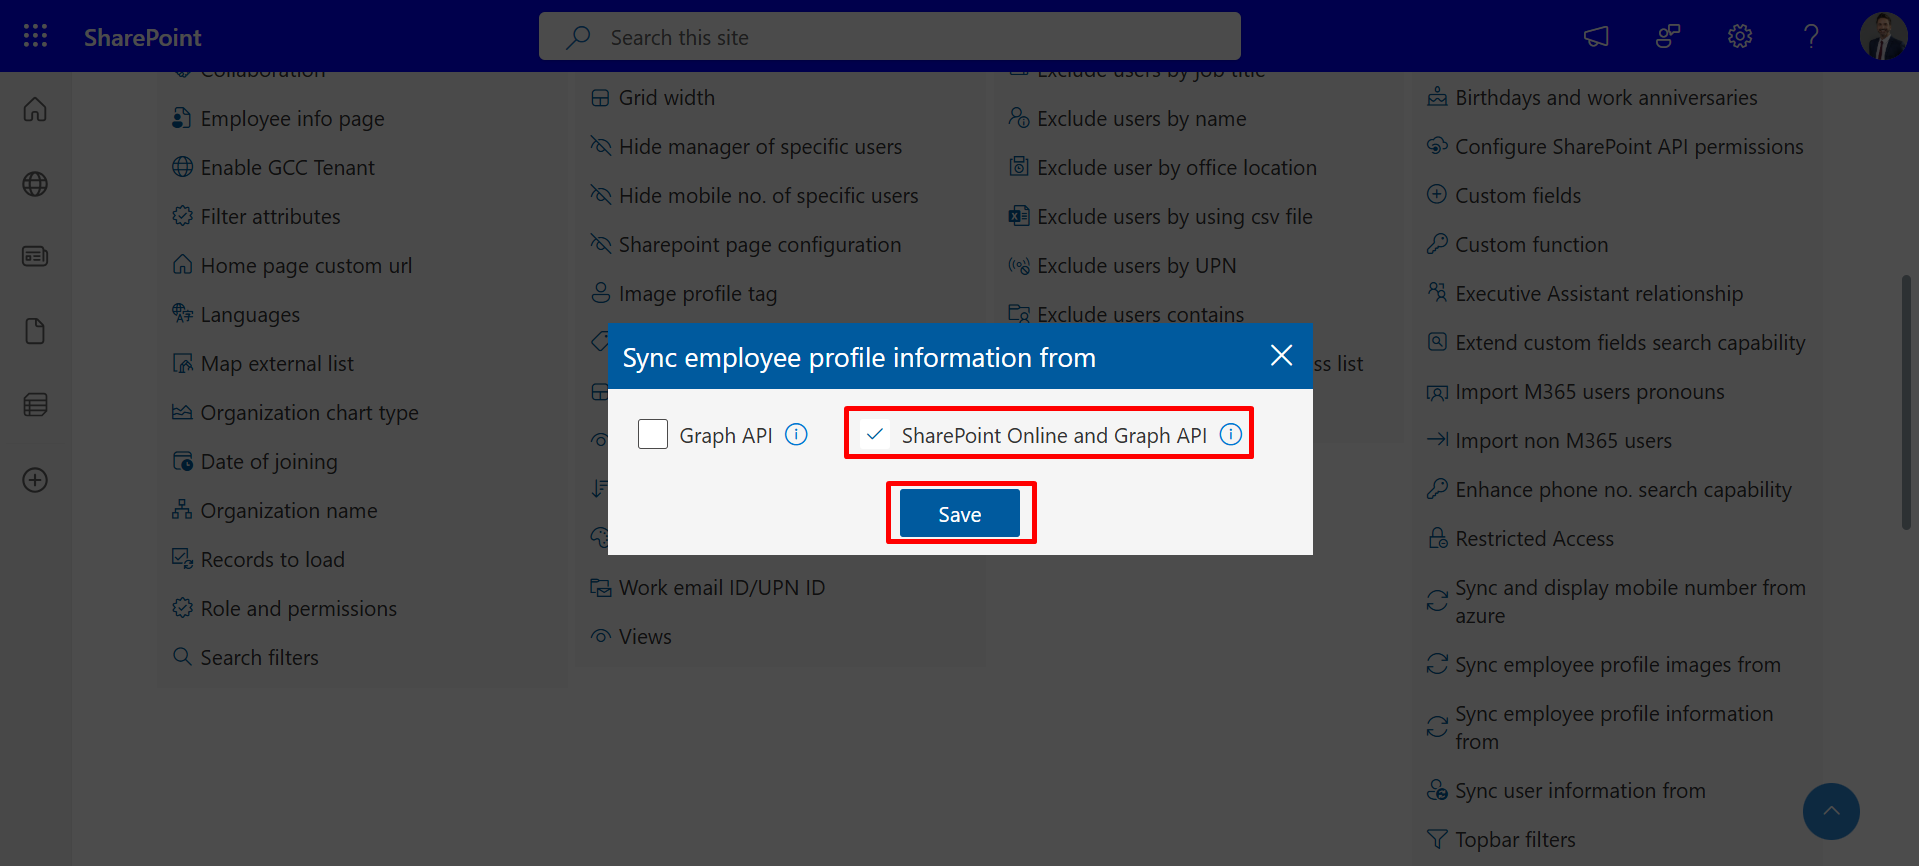 SharePoint
Search this site
Collaboration
Employee info page
Enable GCC Tenant
Filter attributes
Home page custom url
Languages
Map external list
Organization chart type
Date of joining
Organization name
Records to load
Role and permissions
Search filters
Grid width
Hide manager of specific users
Hide mobile no. of specific users
Sharepoint page configuration
Image profile tag
Work email ID/UPN ID
Views
Exclude users by job title
Exclude users by name
Exclude user by office location
Exclude users by using csv file
Exclude users by UPN
Exclude users contains
ss list
Birthdays and work anniversaries
Configure SharePoint API permissions
Custom fields
Custom function
Executive Assistant relationship
Extend custom fields search capability
Import M365 users pronouns
Import non M365 users
Enhance phone no. search capability
Restricted Access
Sync and display mobile number from
azure
Sync employee profile images from
Sync employee profile information
from
Sync user information from
Topbar filters
Sync employee profile information from
Graph API
SharePoint Online and Graph API
Save